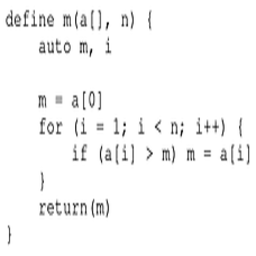 define m(a[], n) {
    auto m, i

    m = a[0]
    for (i = 1; i < n; i++) {
        if (a[i] > m) m = a[i]
    }
    return(m)
}